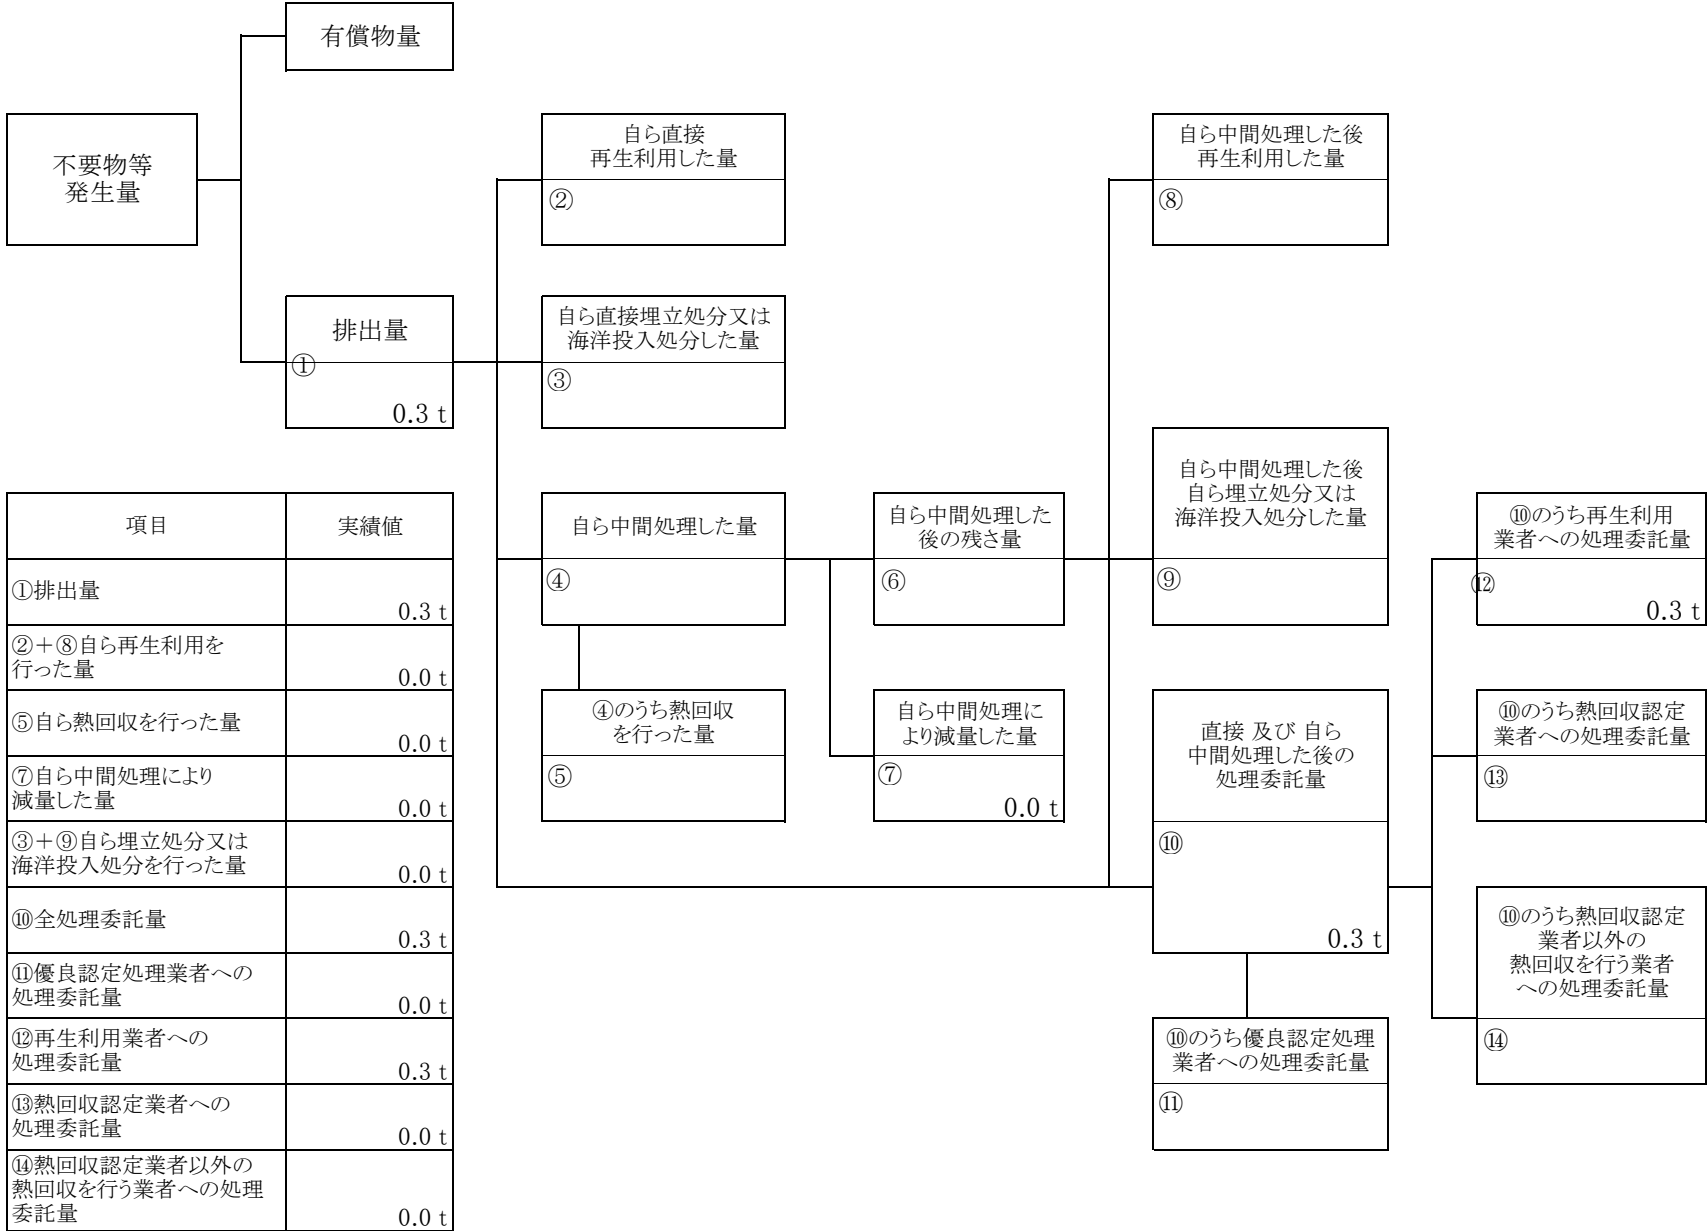 有償物量
不要物等
発生量
自ら直接
再生利用した量
②
自ら中間処理した後
再生利用した量
⑧
排出量
①
0.3 t
自ら直接埋立処分又は
海洋投入処分した量
③
自ら中間処理した量
④
自ら中間処理した
後の残さ量
⑥
自ら中間処理した後
自ら埋立処分又は
海洋投入処分した量
⑨
⑩のうち再生利用
業者への処理委託量
⑫
0.3 t
④のうち熱回収
を行った量
⑤
自ら中間処理に
より減量した量
⑦
0.0 t
直接 及び 自ら
中間処理した後の
処理委託量
⑩
0.3 t
⑩のうち熱回収認定
業者への処理委託量
⑬
⑩のうち熱回収認定
業者以外の
熱回収を行う業者
への処理委託量
⑭
⑩のうち優良認定処理
業者への処理委託量
⑪
項目 実績値
①排出量
0.3 t
②＋⑧自ら再生利用を
行った量
0.0 t
⑤自ら熱回収を行った量
0.0 t
⑦自ら中間処理により
減量した量
0.0 t
③＋⑨自ら埋立処分又は
海洋投入処分を行った量
0.0 t
⑩全処理委託量
0.3 t
⑪優良認定処理業者への
処理委託量
0.0 t
⑫再生利用業者への
処理委託量
0.3 t
⑬熱回収認定業者への
処理委託量
0.0 t
⑭熱回収認定業者以外の
熱回収を行う業者への処理
委託量
0.0 t